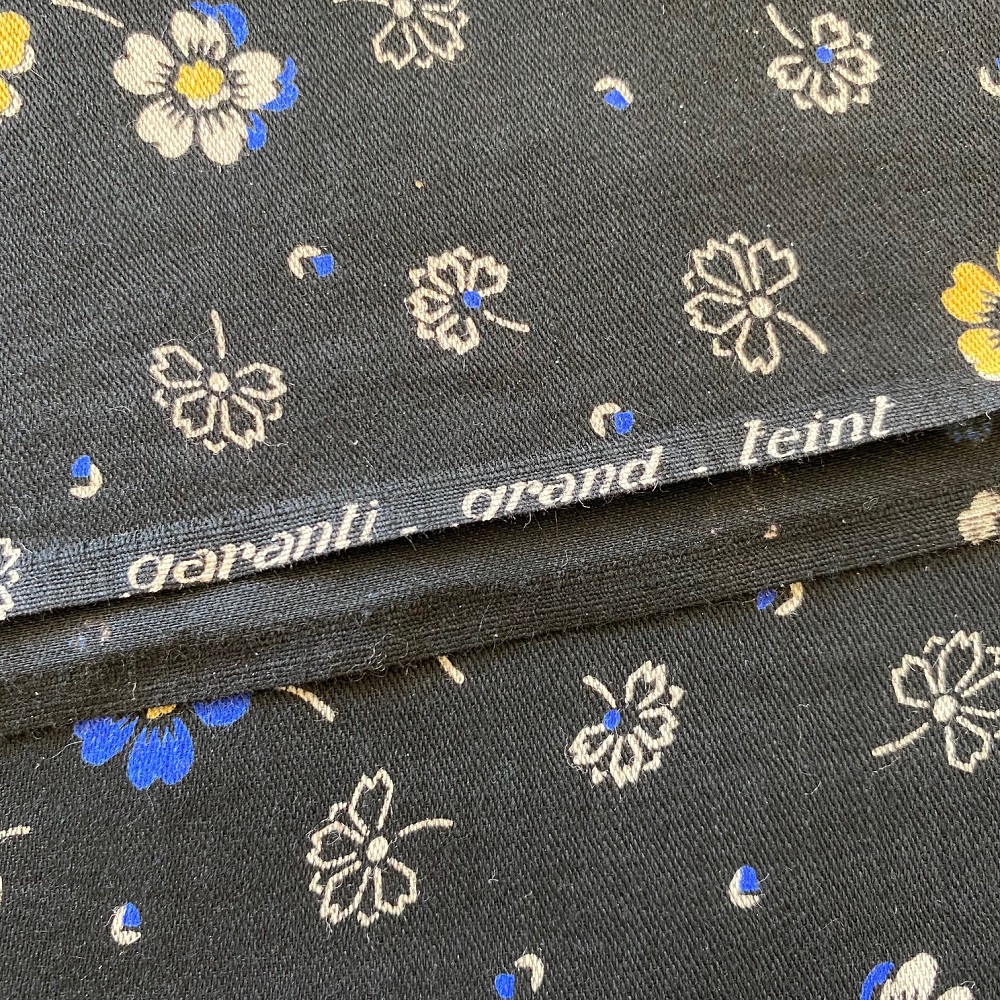 garanti . grand . teint